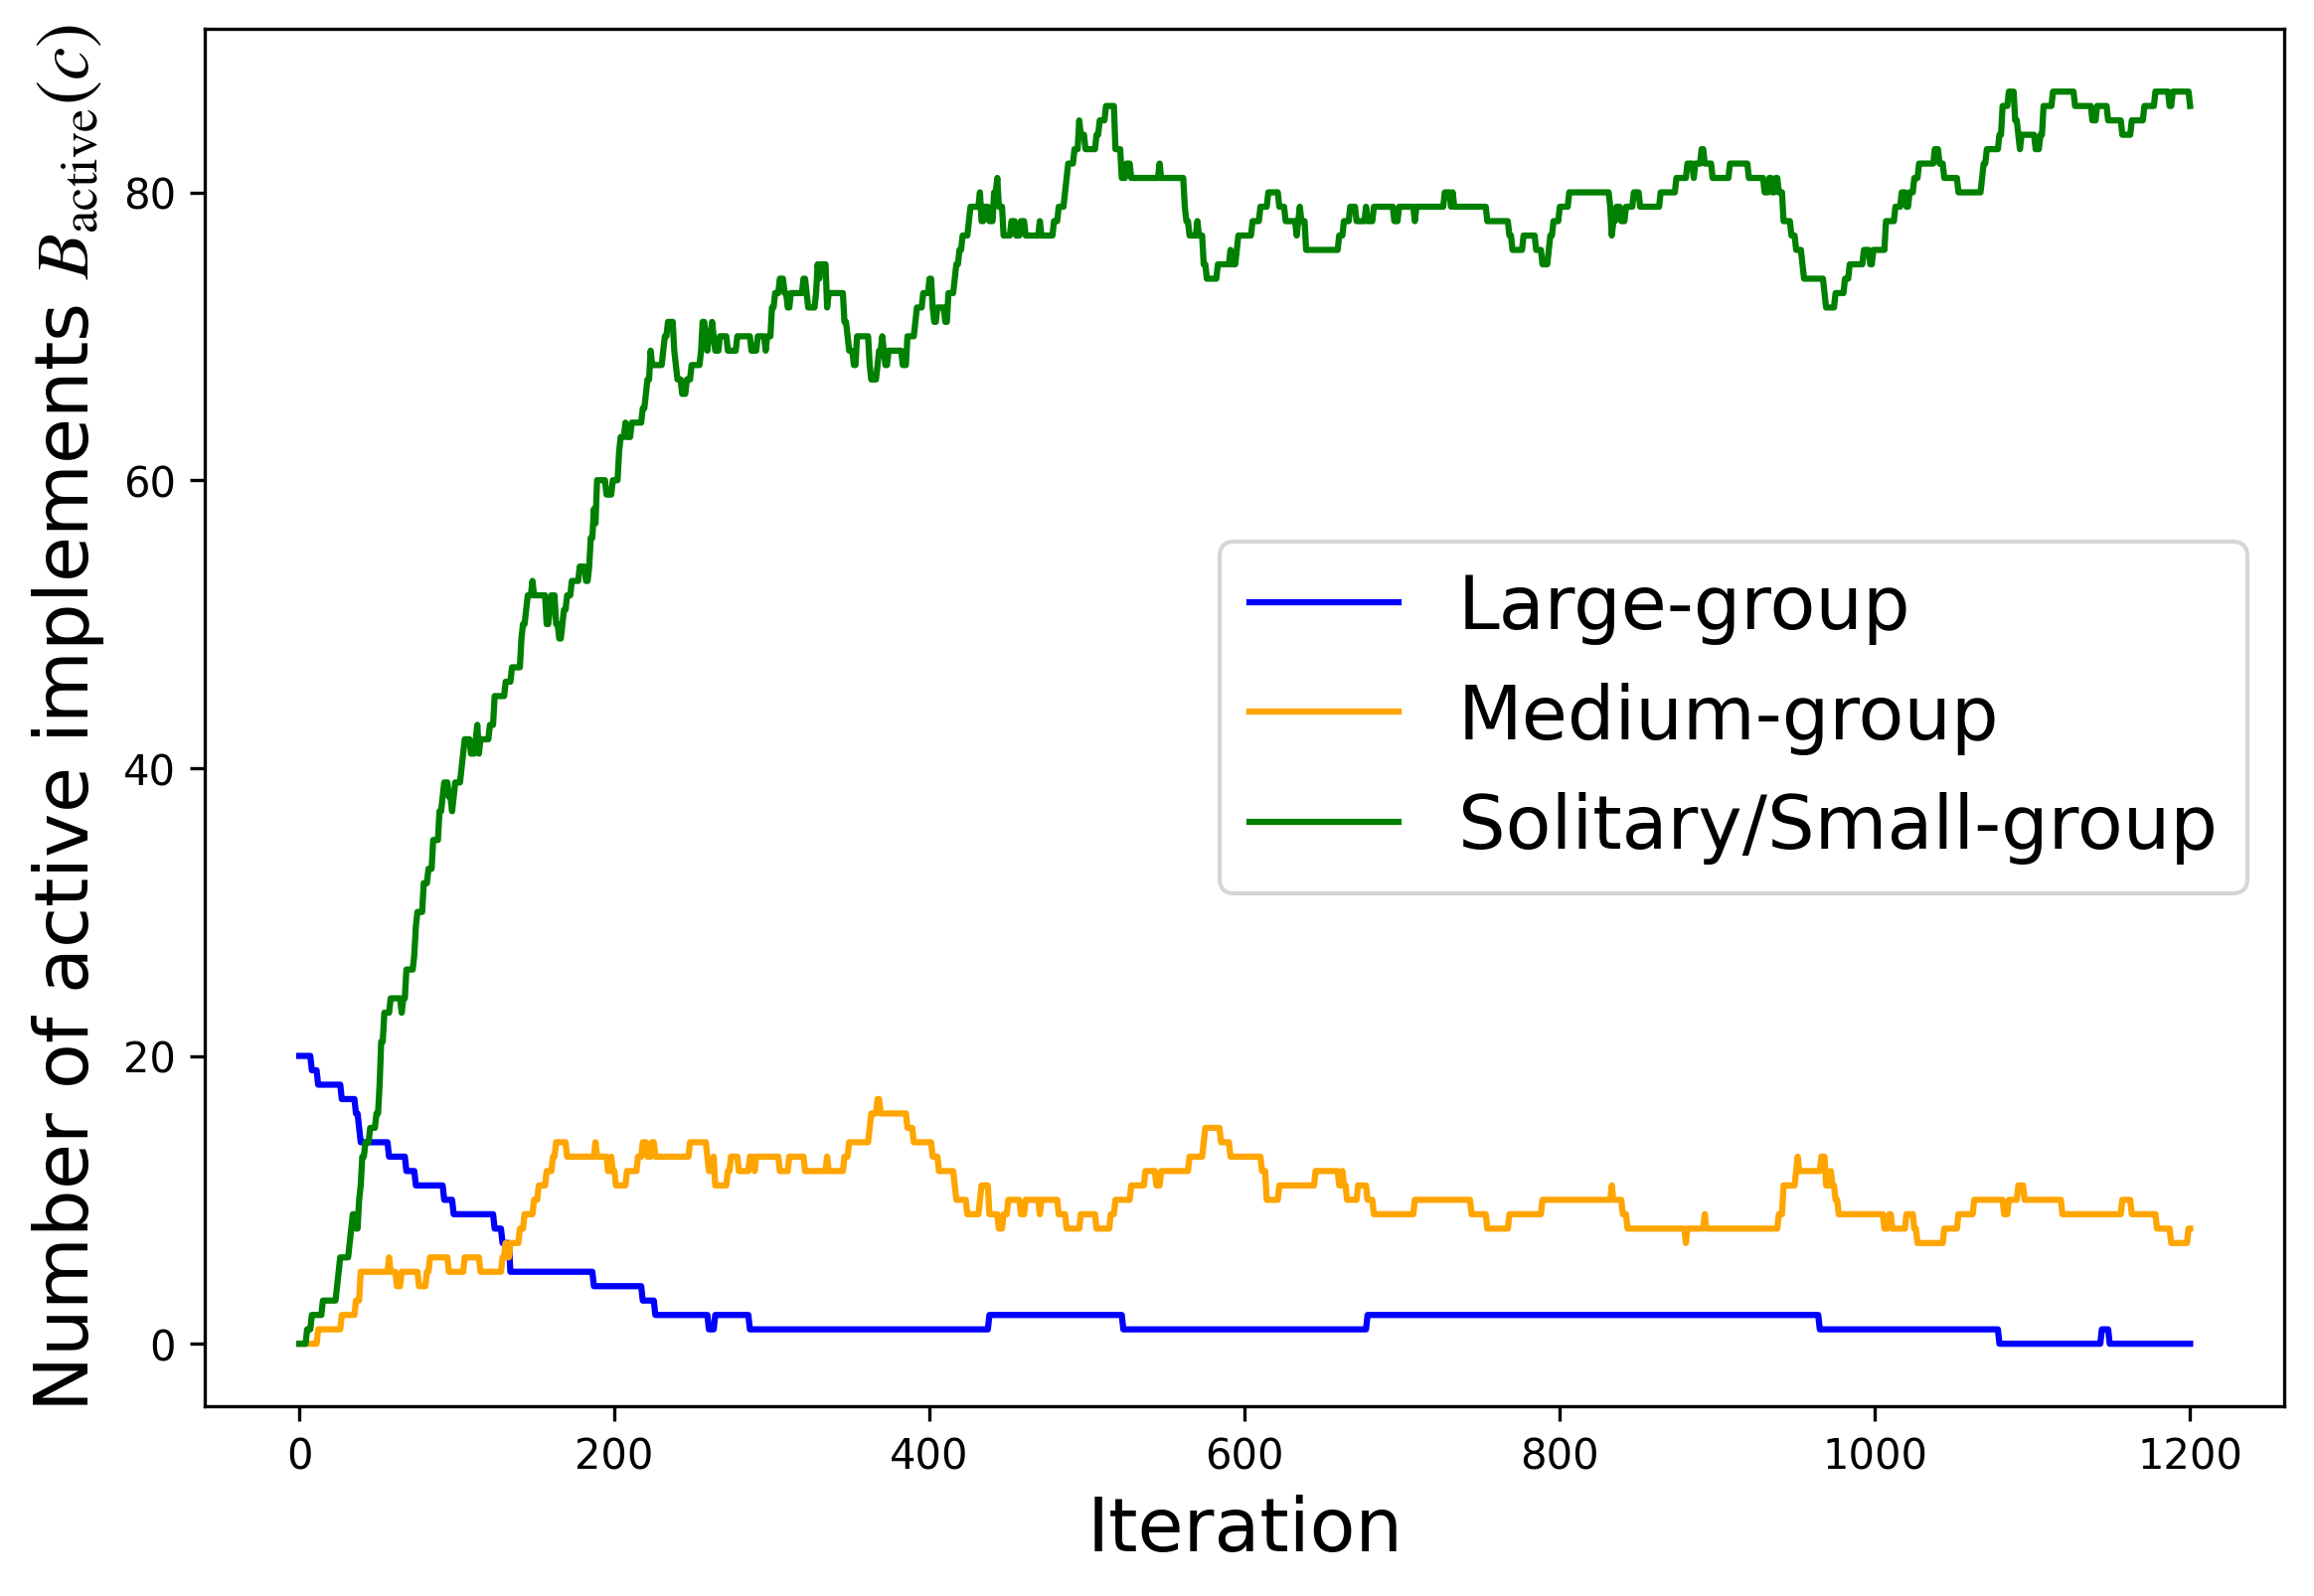 Number of active implements B_active(c)
80
60
40
20
0
Large-group
Medium-group
Solitary/Small-group
0 200 400 600 800 1000 1200
Iteration